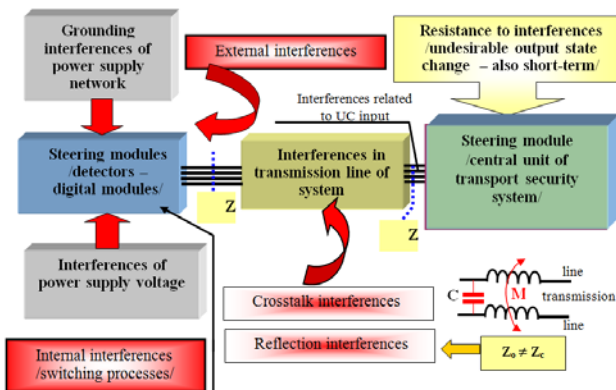 Grounding
interferences of
power supply
network
External interferences
Resistance to interferences
/undesirable output state
change – also short-term/
Interferences related
to UC input
Steering modules
/detectors –
digital modules/
Interferences in
transmission line of
system
Steering module
/central unit of
transport security
system/
Z
Z
Interferences of
power supply voltage
Crosstalk interferences
Reflection interferences
Internal interferences
/switching processes/
line
C
M
transmission
line
Zo ≠ Zc